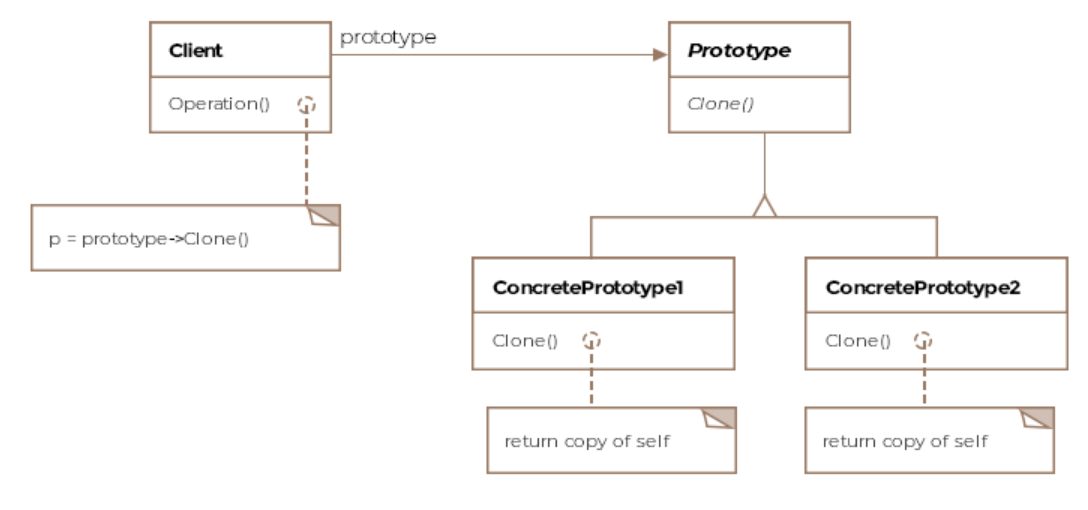 prototype
Client
Prototype
Operation()
Clone()
p = prototype->Clone()
ConcretePrototype1
ConcretePrototype2
Clone()
Clone()
return copy of self
return copy of self